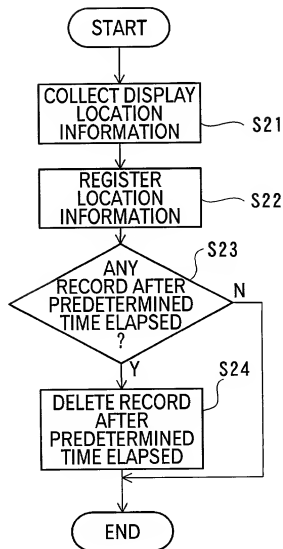 START
COLLECT DISPLAY
LOCATION
INFORMATION
S21
REGISTER
LOCATION
INFORMATION
S22
S23
ANY
RECORD AFTER
PREDETERMINED
TIME ELAPSED
?
N
Y
S24
DELETE RECORD
AFTER
PREDETERMINED
TIME ELAPSED
END